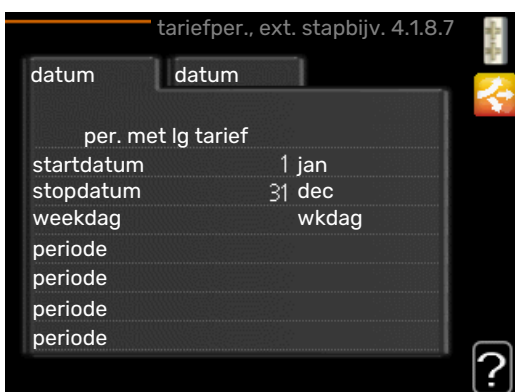 tariefper., ext. stapbijv. 4.1.8.7
datum datum
per. met lg tarief
startdatum 1 jan
stopdatum 31 dec
weekdag wkdag
periode
periode
periode
periode
?